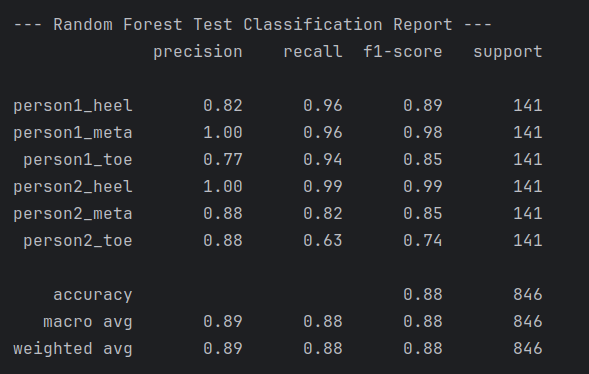 --- Random Forest Test Classification Report ---
precision recall f1-score support
person1_heel 0.82 0.96 0.89 141
person1_meta 1.00 0.96 0.98 141
person1_toe 0.77 0.94 0.85 141
person2_heel 1.00 0.99 0.99 141
person2_meta 0.88 0.82 0.85 141
person2_toe 0.88 0.63 0.74 141
accuracy 0.88 846
macro avg 0.89 0.88 0.88 846
weighted avg 0.89 0.88 0.88 846